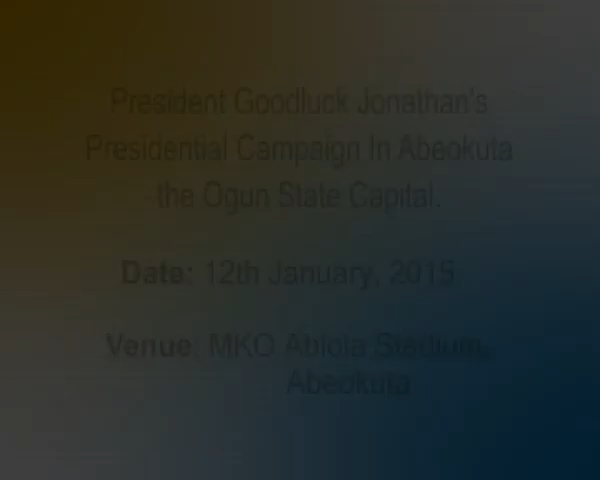 President Goodluck Jonathan's
Presidential Campaign In Abeokuta
the Ogun State Capital.
Date: 12th January, 2015.
Venue: MKO Abiola Stadium,
Abeokuta